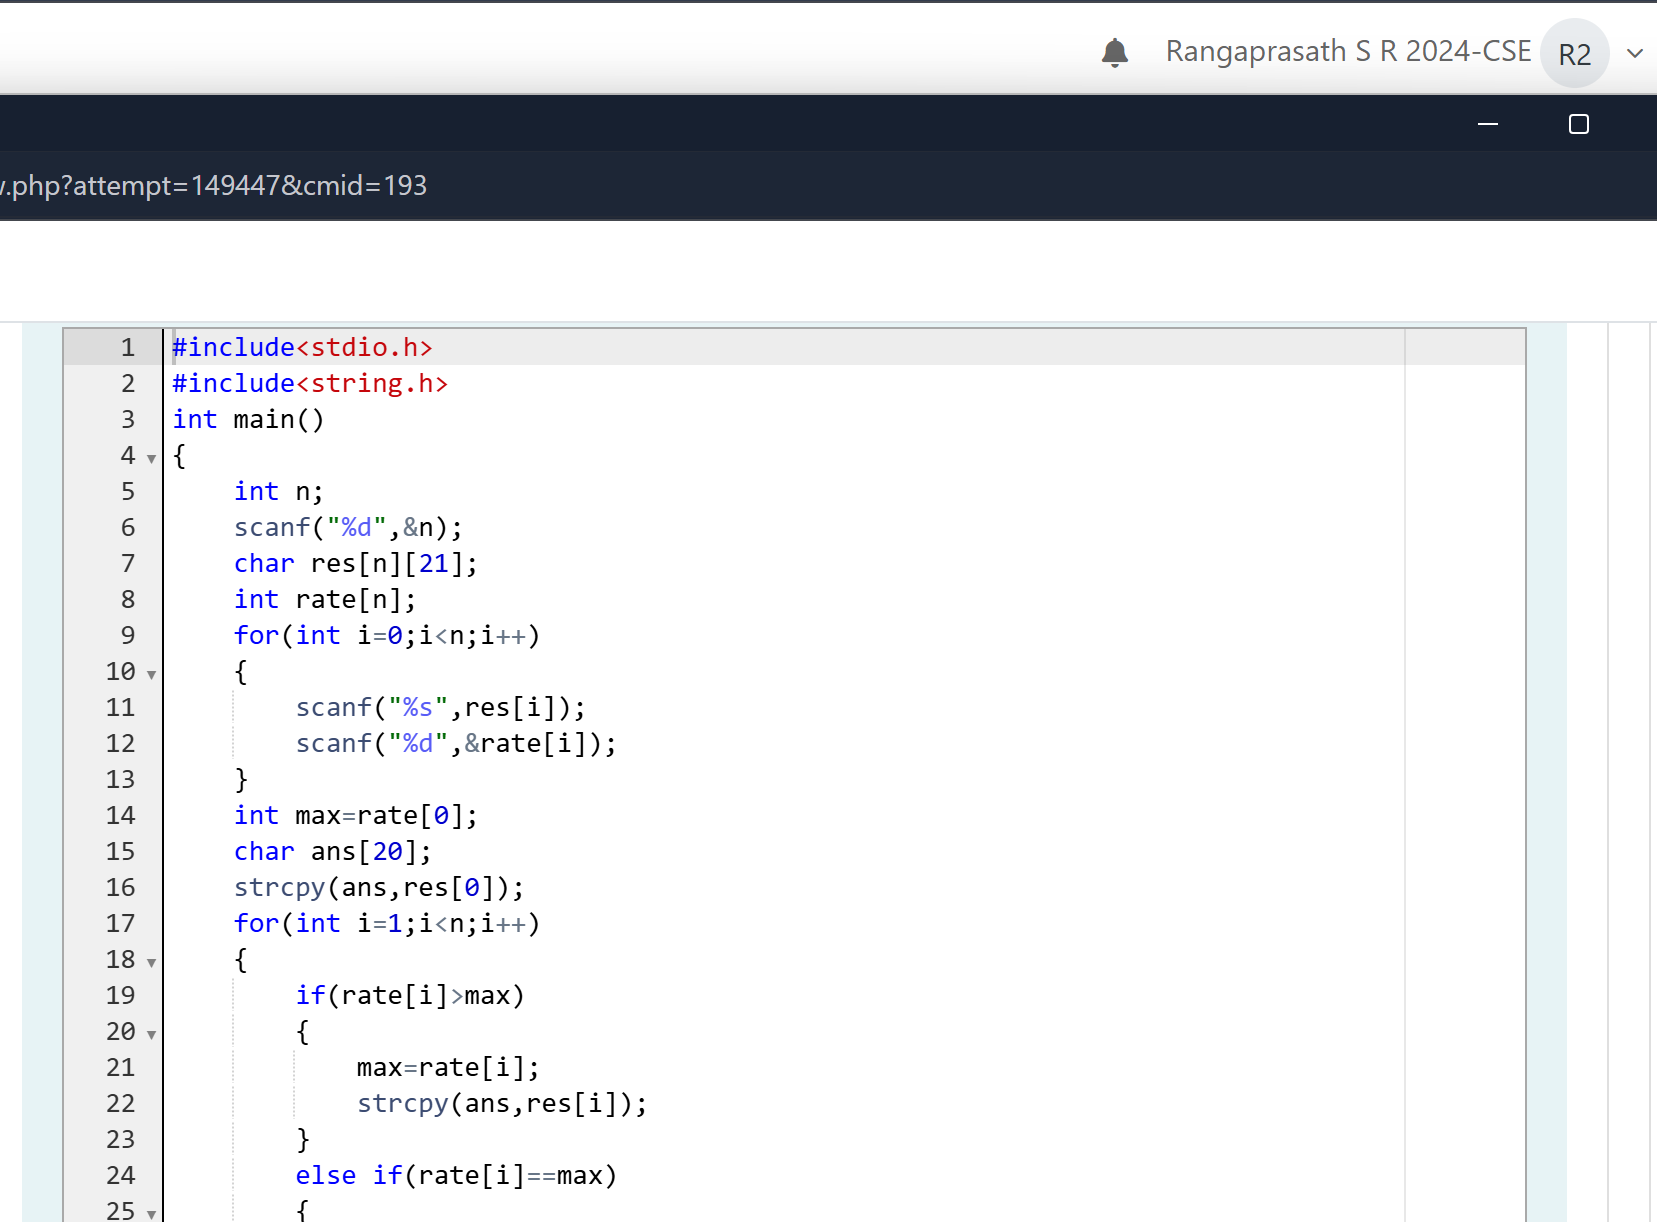 Rangaprasath S R 2024-CSE R2
.php?attempt=149447&cmid=193
1 #include<stdio.h>
2 #include<string.h>
3 int main()
4 {
5 int n;
6 scanf("%d",&n);
7 char res[n][21];
8 int rate[n];
9 for(int i=0;i<n;i++)
10 {
11 scanf("%s",res[i]);
12 scanf("%d",&rate[i]);
13 }
14 int max=rate[0];
15 char ans[20];
16 strcpy(ans,res[0]);
17 for(int i=1;i<n;i++)
18 {
19 if(rate[i]>max)
20 {
21 max=rate[i];
22 strcpy(ans,res[i]);
23 }
24 else if(rate[i]==max)
25 {